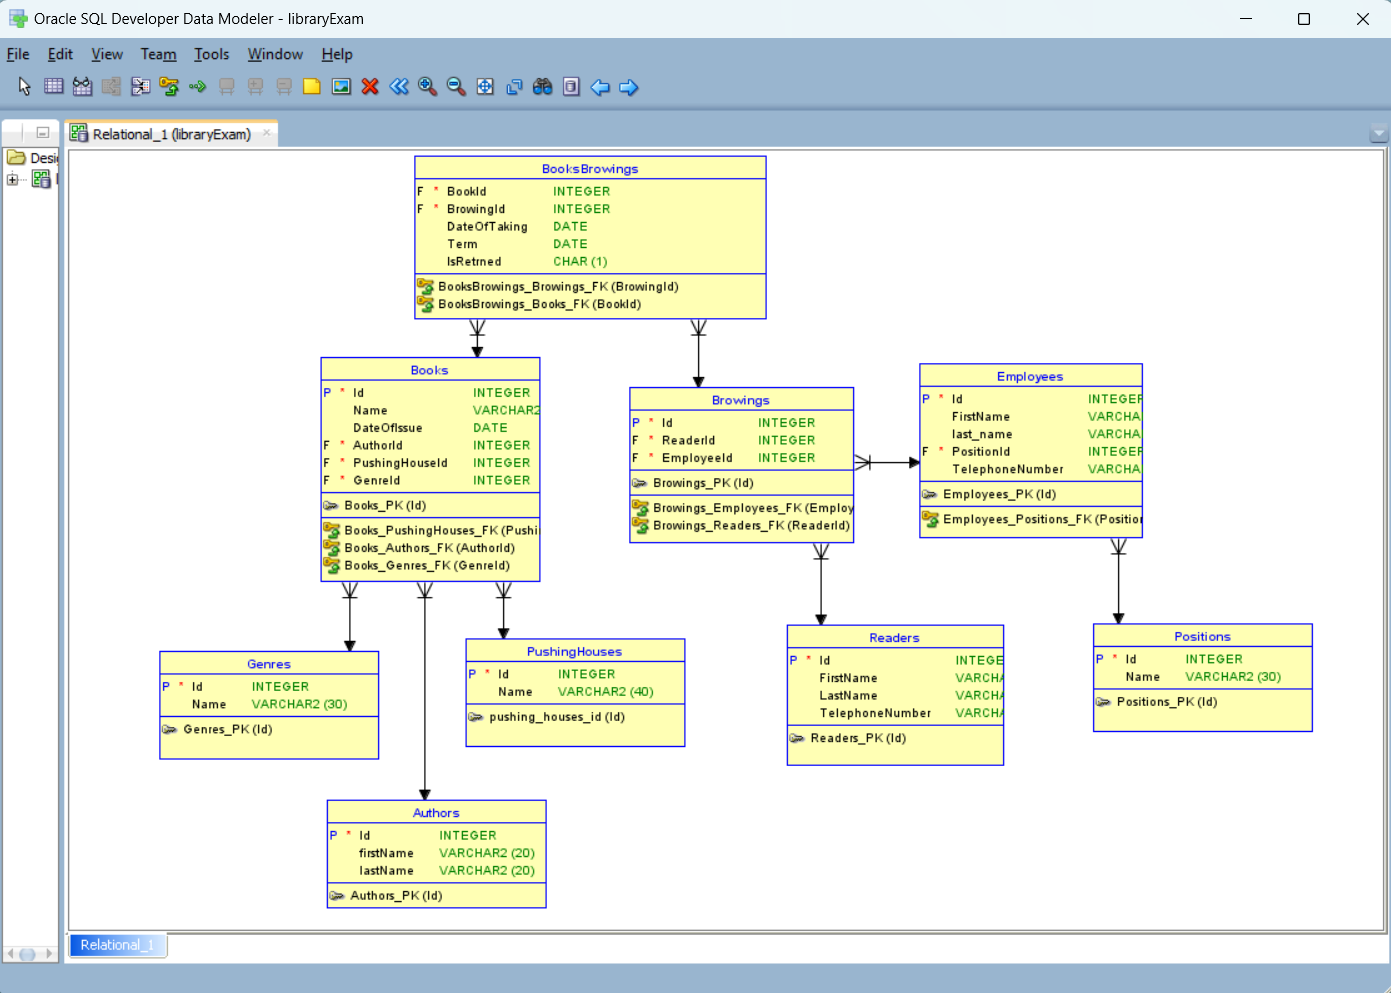 Oracle SQL Developer Data Modeler - libraryExam
File Edit View Team Tools Window Help
Relational_1 (libraryExam)
Desi
BooksBrowings
F * BookId INTEGER
F * BrowingId INTEGER
DateOfTaking DATE
Term DATE
IsRetrned CHAR (1)
BooksBrowings_Browings_FK (BrowingId)
BooksBrowings_Books_FK (BookId)
Books
P * Id INTEGER
Name VARCHAR2
DateOfIssue DATE
F * AuthorId INTEGER
F * PushingHouseId INTEGER
F * GenreId INTEGER
Books_PK (Id)
Books_PushingHouses_FK (Pushi
Books_Authors_FK (AuthorId)
Books_Genres_FK (GenreId)
Browings
P * Id INTEGER
F * ReaderId INTEGER
F * EmployeeId INTEGER
Browings_PK (Id)
Browings_Employees_FK (Employ
Browings_Readers_FK (ReaderId)
Employees
P * Id INTEGER
FirstName VARCHA
last_name VARCHA
F * PositionId INTEGER
TelephoneNumber VARCHA
Employees_PK (Id)
Employees_Positions_FK (Position
Genres
P * Id INTEGER
Name VARCHAR2 (30)
Genres_PK (Id)
PushingHouses
P * Id INTEGER
Name VARCHAR2 (40)
pushing_houses_id (Id)
Readers
P * Id INTEGE
FirstName VARCHA
LastName VARCHA
TelephoneNumber VARCHA
Readers_PK (Id)
Positions
P * Id INTEGER
Name VARCHAR2 (30)
Positions_PK (Id)
Authors
P * Id INTEGER
firstName VARCHAR2 (20)
lastName VARCHAR2 (20)
Authors_PK (Id)
Relational_1